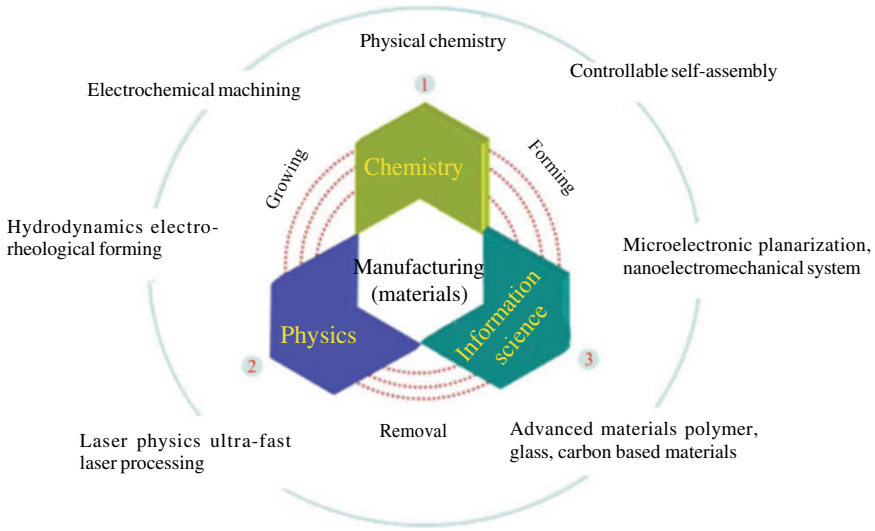 Physical chemistry
Controllable self-assembly
Electrochemical machining
1
Growing
Chemistry
Forming
Hydrodynamics electro-
rheological forming
Manufacturing
(materials)
Microelectronic planarization,
nanoelectromechanical system
Physics
Information
science
2
3
Removal
Laser physics ultra-fast
laser processing
Advanced materials polymer,
glass, carbon based materials